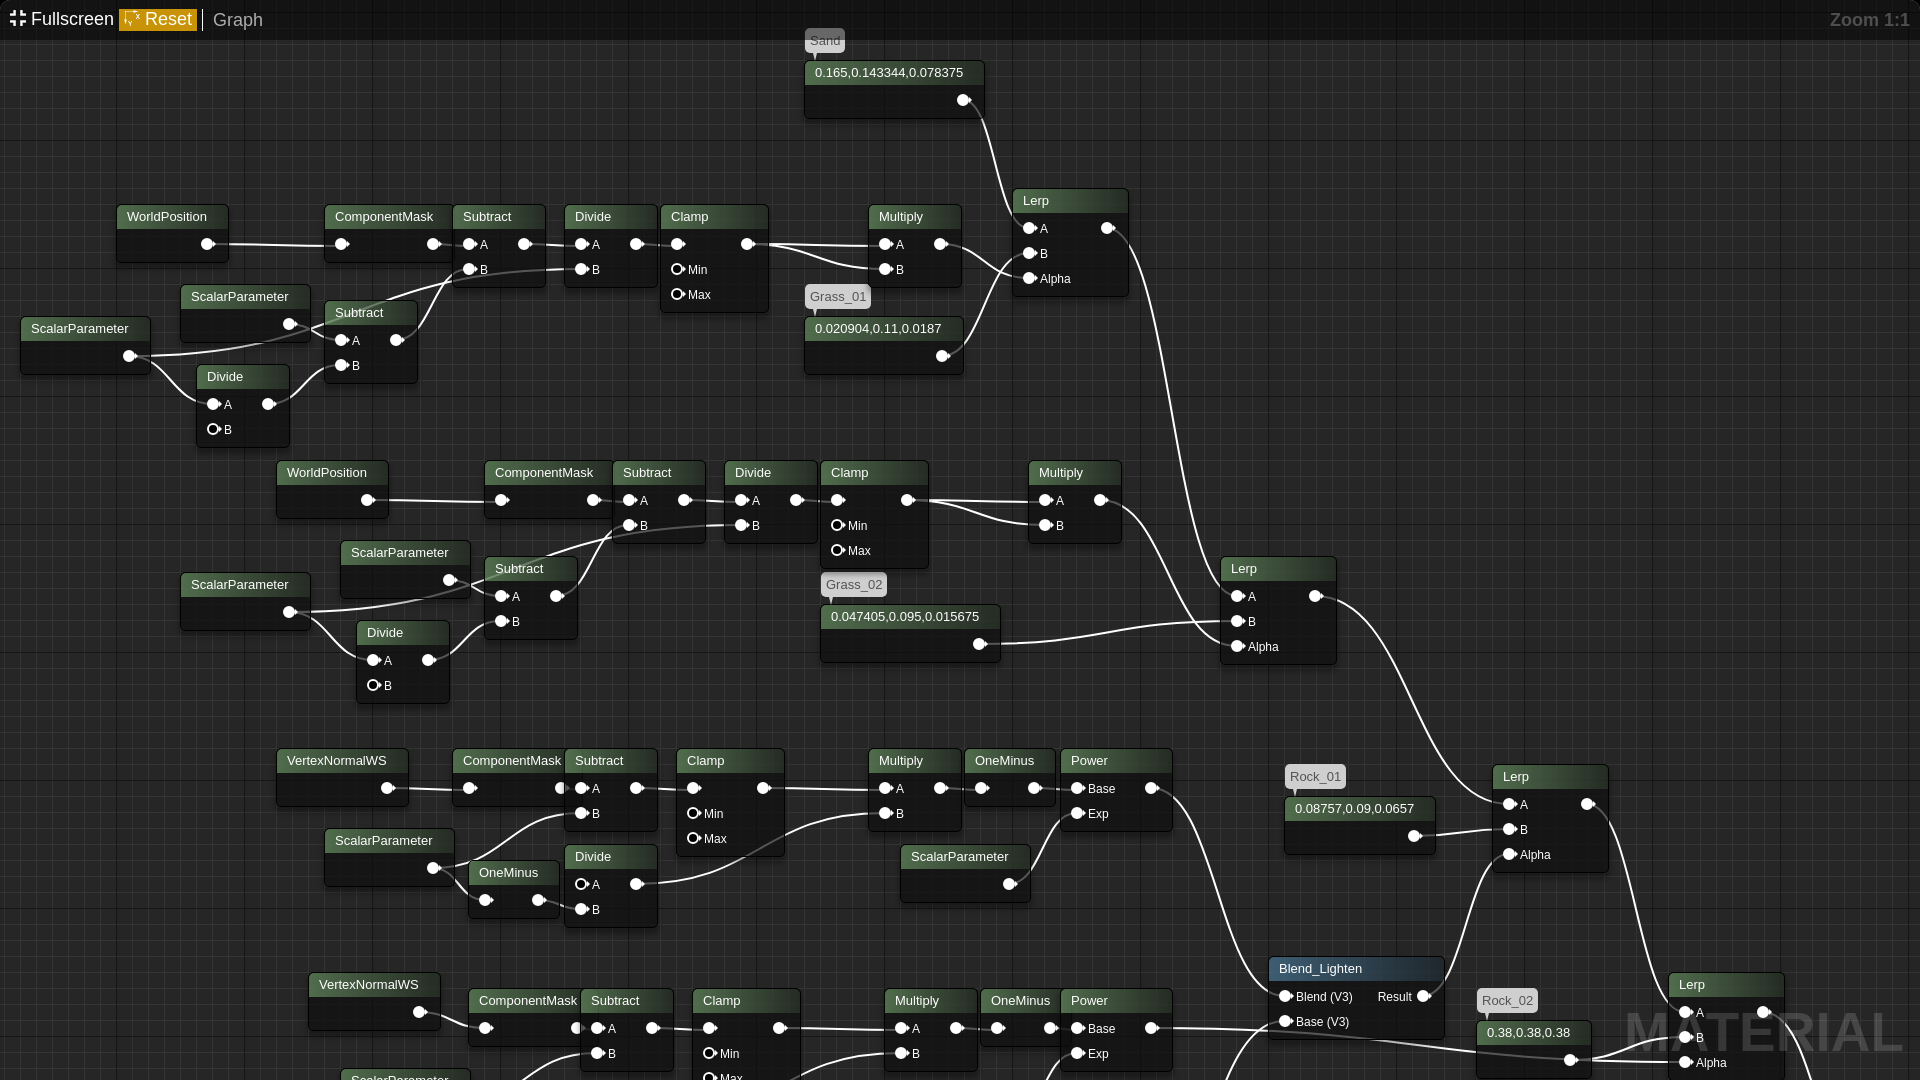 Fullscreen Reset Graph Zoom 1:1
Sand
0.165,0.143344,0.078375
WorldPosition
ComponentMask
Subtract
A
B
Divide
A
B
Clamp
Min
Max
Multiply
A
B
Lerp
A
B
Alpha
ScalarParameter
ScalarParameter
Subtract
A
B
Divide
A
B
Grass_01
0.020904,0.11,0.0187
WorldPosition
ComponentMask
Subtract
A
B
Divide
A
B
Clamp
Min
Max
Multiply
A
B
ScalarParameter
ScalarParameter
Subtract
A
B
Divide
A
B
Grass_02
0.047405,0.095,0.015675
Lerp
A
B
Alpha
VertexNormalWS
ComponentMask
Subtract
A
B
Clamp
Min
Max
Multiply
A
B
OneMinus
Power
Base
Exp
ScalarParameter
OneMinus
Divide
A
B
ScalarParameter
Rock_01
0.08757,0.09,0.0657
Lerp
A
B
Alpha
VertexNormalWS
ComponentMask
Subtract
A
B
Clamp
Min
Max
Multiply
A
B
OneMinus
Power
Base
Exp
ScalarParameter
Blend_Lighten
Blend (V3) Result
Base (V3)
Rock_02
0.38,0.38,0.38
Lerp
A
B
Alpha
MATERIAL